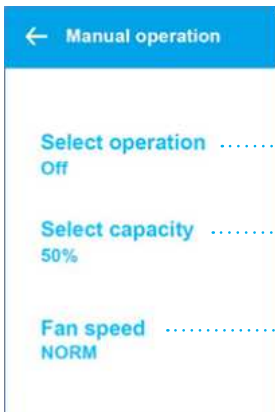 Manual operation
Select operation
Off
Select capacity
50%
Fan speed
NORM